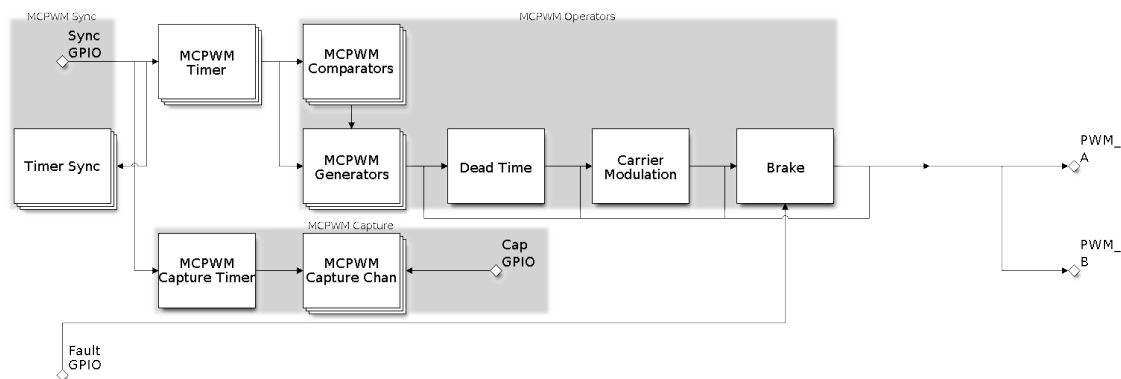 MCPWM Sync
MCPWM Operators
Sync
GPIO
MCPWM
Timer
MCPWM
Comparators
Timer Sync
MCPWM
Generators
Dead Time
Carrier
Modulation
Brake
PWM_
A
MCPWM Capture
MCPWM
Capture Timer
MCPWM
Capture Chan
Cap
GPIO
PWM_
B
Fault
GPIO